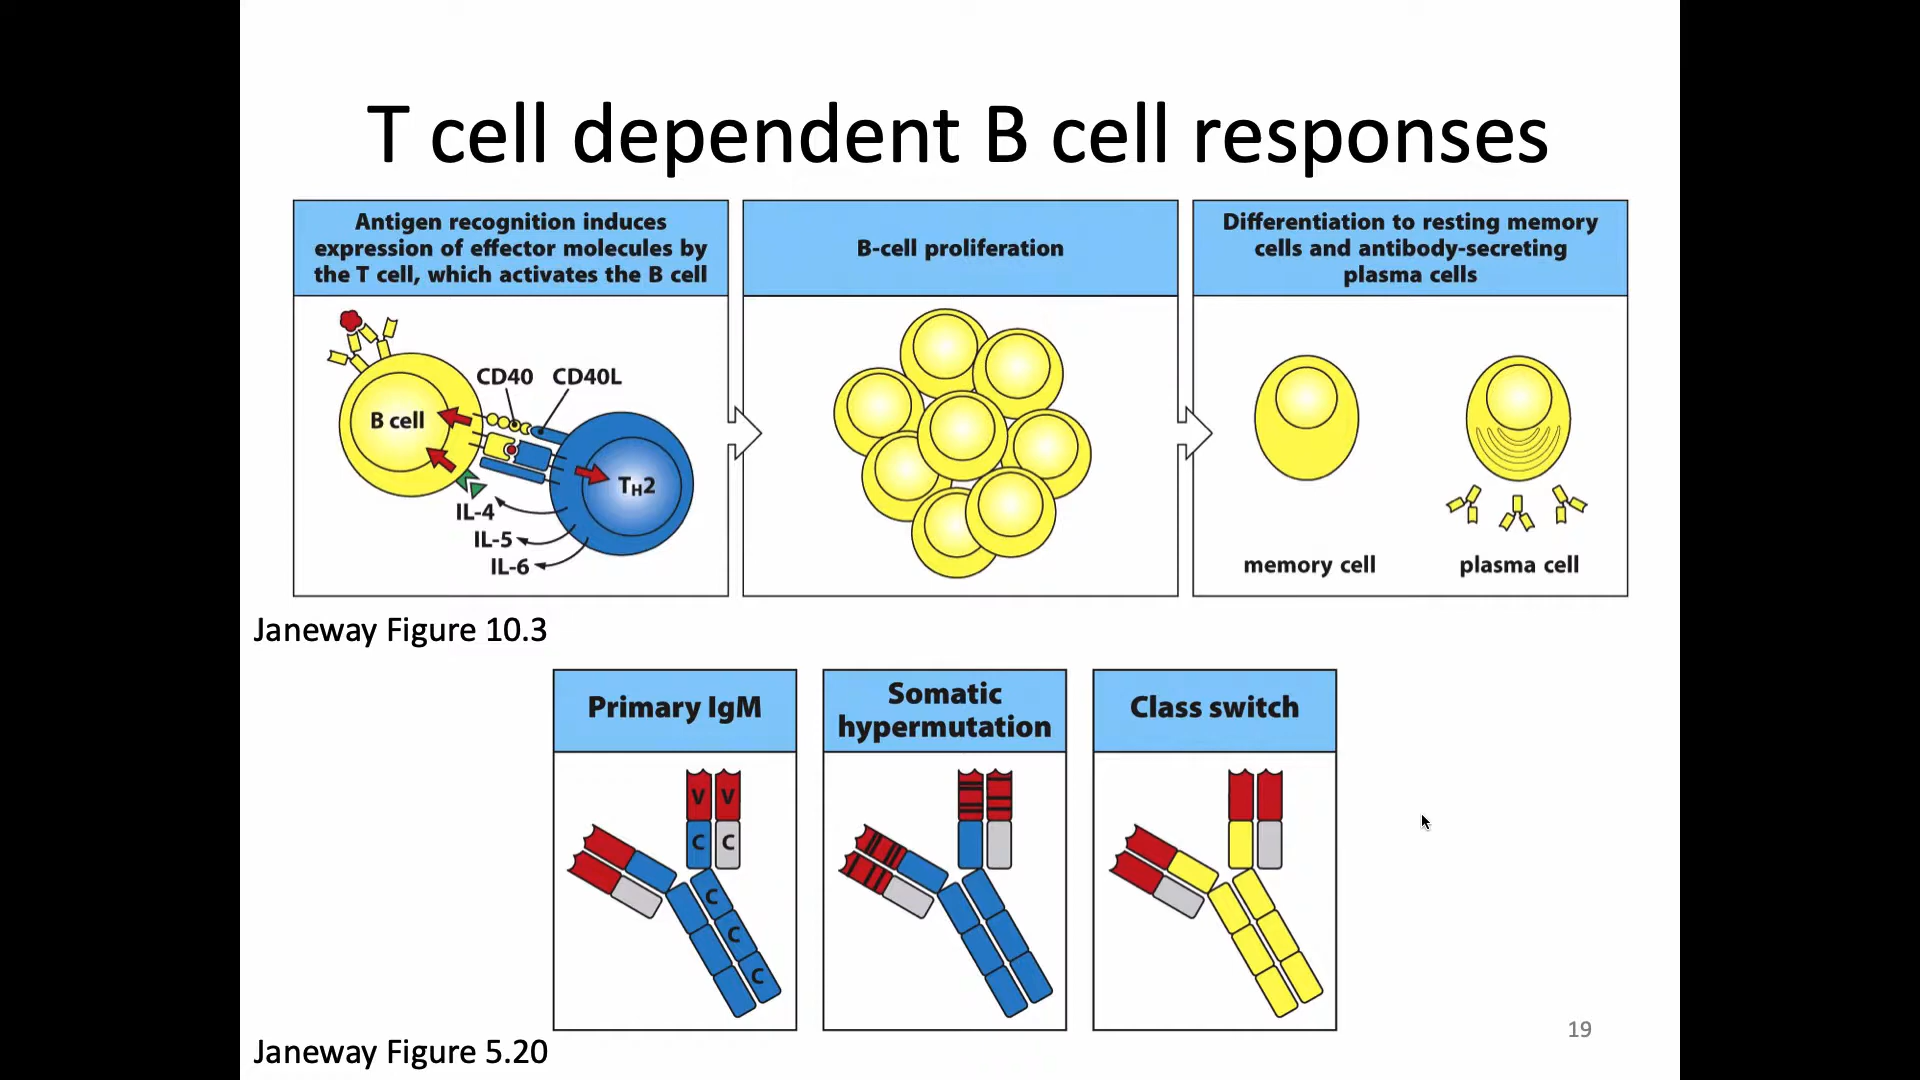 T cell dependent B cell responses
Antigen recognition induces
expression of effector molecules by
the T cell, which activates the B cell
B-cell proliferation
Differentiation to resting memory
cells and antibody-secreting
plasma cells
CD40 CD40L
B cell
TH2
IL-4
IL-5
IL-6
memory cell
plasma cell
Janeway Figure 10.3
Primary IgM
Somatic
hypermutation
Class switch
V V
C C
C
C
C
19
Janeway Figure 5.20